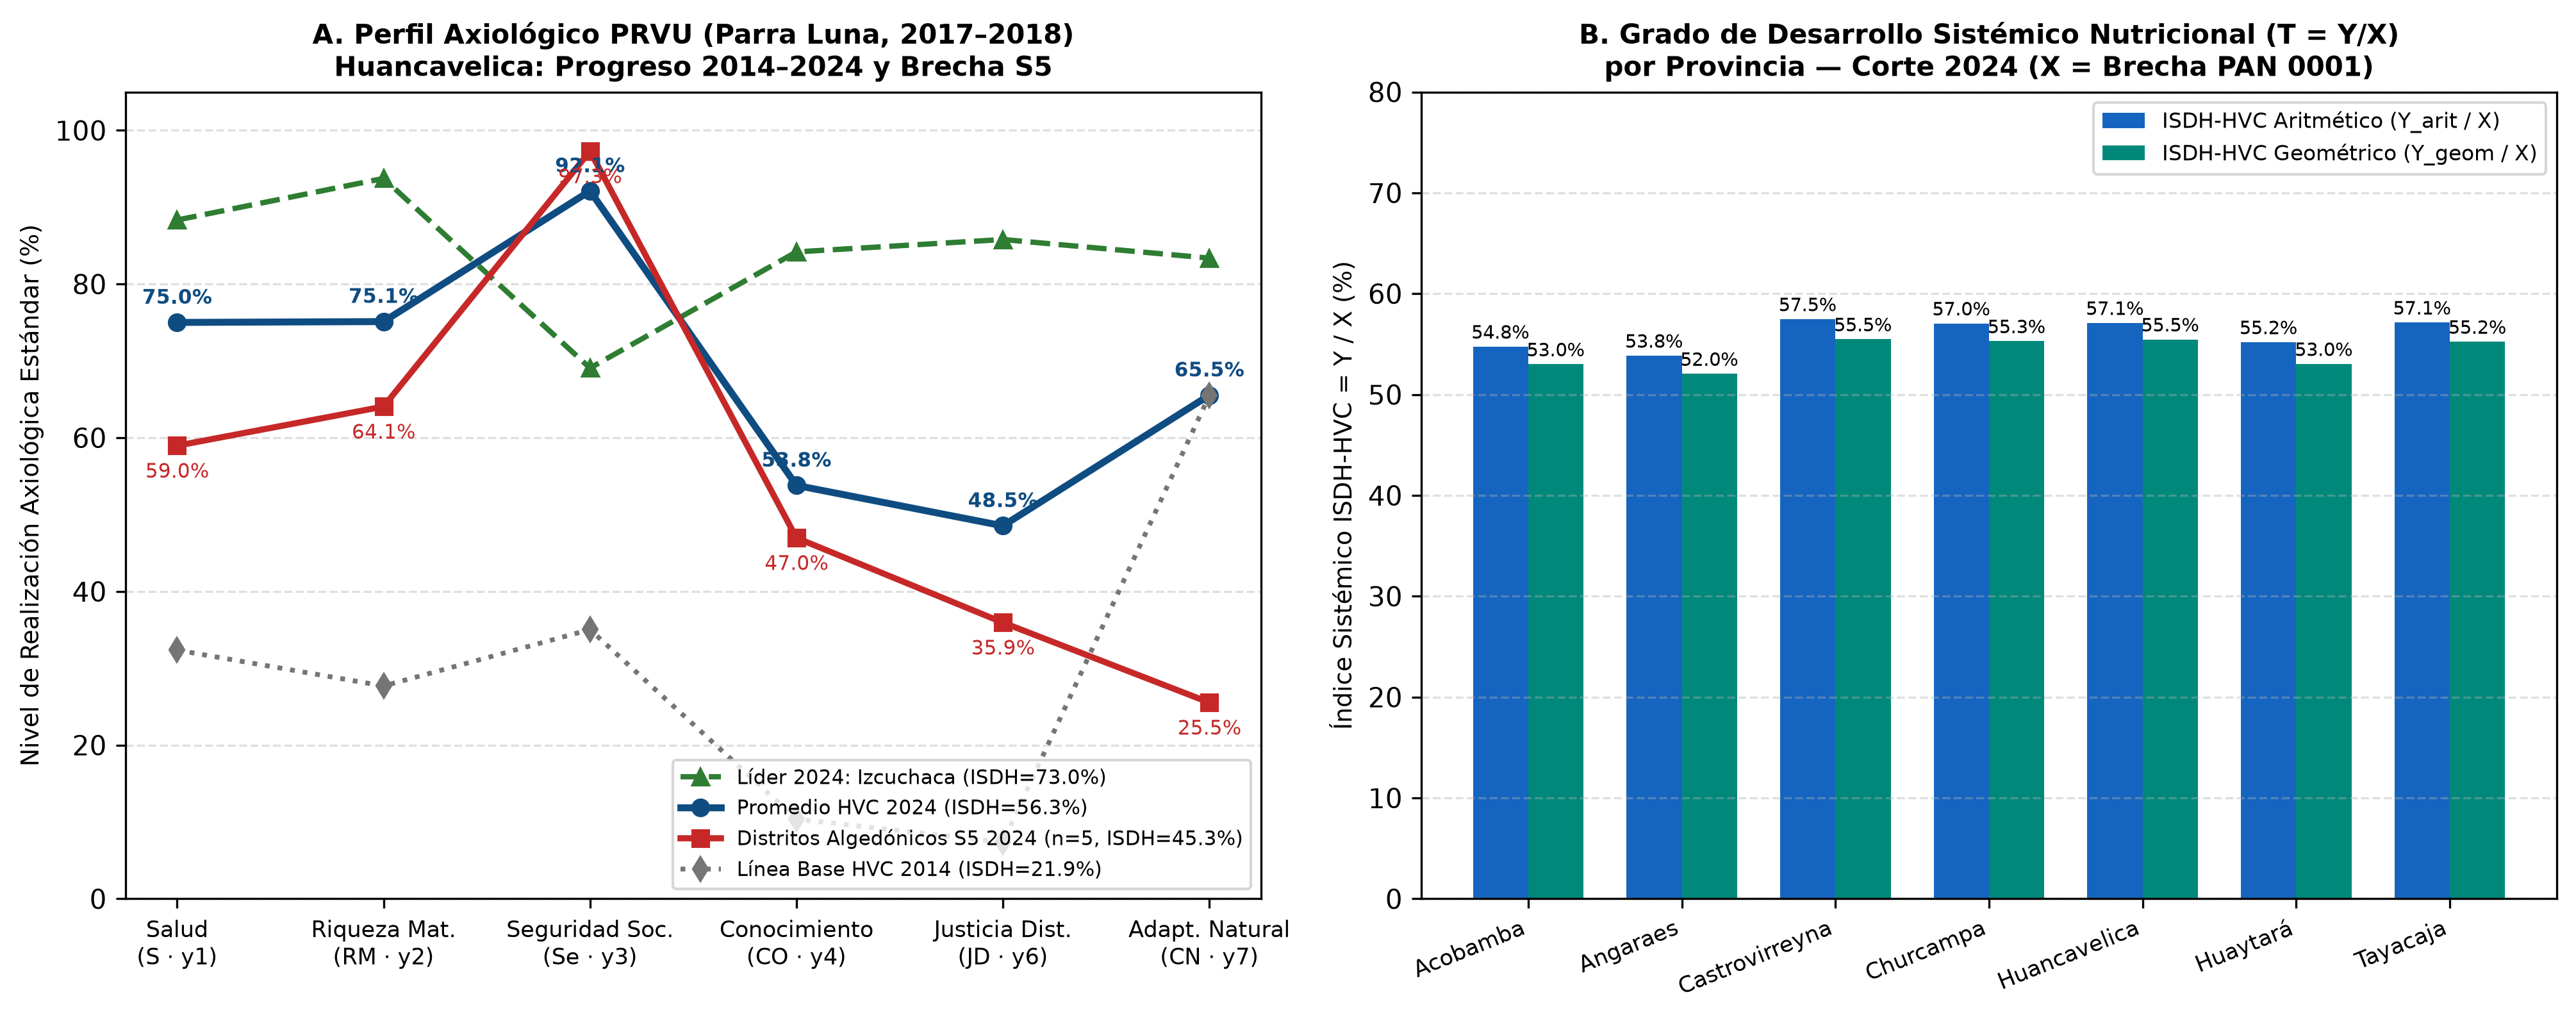 A. Perfil Axiológico PRVU (Parra Luna, 2017–2018)
Huancavelica: Progreso 2014–2024 y Brecha S5
Nivel de Realización Axiológica Estándar (%)
100
80
60
40
20
0
75.0%
75.1%
92.1%
53.8%
48.5%
65.5%
59.0%
64.1%
97.3%
47.0%
35.9%
25.5%
Líder 2024: Izcuchaca (ISDH=73.0%)
Promedio HVC 2024 (ISDH=56.3%)
Distritos Algedónicos S5 2024 (n=5, ISDH=45.3%)
Línea Base HVC 2014 (ISDH=21.9%)
Salud
(S · y1)
Riqueza Mat.
(RM · y2)
Seguridad Soc.
(Se · y3)
Conocimiento
(CO · y4)
Justicia Dist.
(JD · y6)
Adapt. Natural
(CN · y7)
B. Grado de Desarrollo Sistémico Nutricional (T = Y/X)
por Provincia — Corte 2024 (X = Brecha PAN 0001)
Índice Sistémico ISDH-HVC = Y / X (%)
80
70
60
50
40
30
20
10
0
ISDH-HVC Aritmético (Y_arit / X)
ISDH-HVC Geométrico (Y_geom / X)
54.8%
53.0%
53.8%
52.0%
57.5%
55.5%
57.0%
55.3%
57.1%
55.5%
55.2%
53.0%
57.1%
55.2%
Acobamba
Angaraes
Castrovirreyna
Churcampa
Huancavelica
Huaytará
Tayacaja